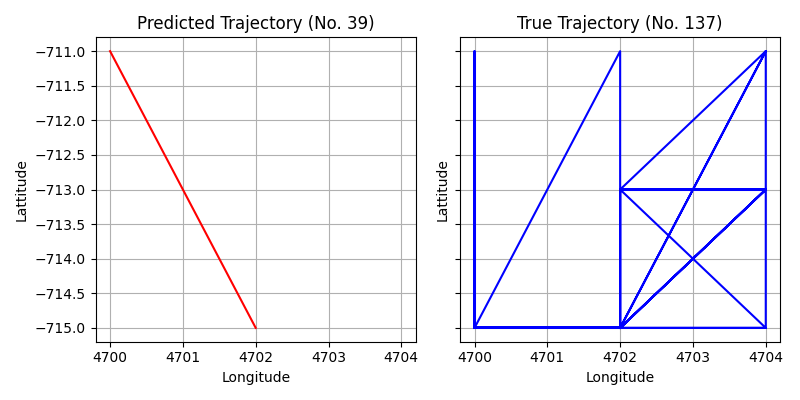 Predicted Trajectory (No. 39)
−711.0
−711.5
−712.0
−712.5
−713.0
−713.5
−714.0
−714.5
−715.0
Lattitude
4700 4701 4702 4703 4704
Longitude
True Trajectory (No. 137)
Lattitude
4700 4701 4702 4703 4704
Longitude